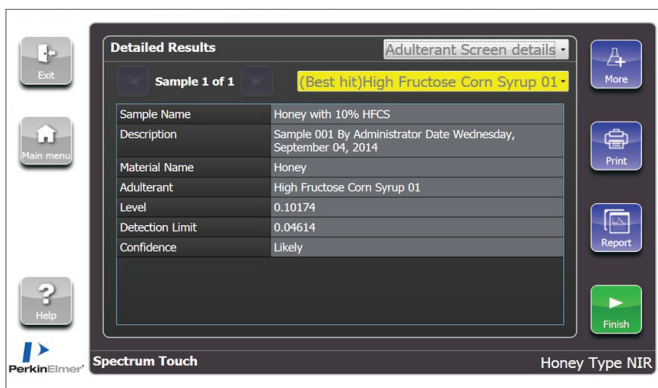 Detailed Results
Adulterant Screen details
Sample 1 of 1
(Best hit)High Fructose Corn Syrup 01
Sample Name Honey with 10% HFCS
Description Sample 001 By Administrator Date Wednesday,
September 04, 2014
Material Name Honey
Adulterant High Fructose Corn Syrup 01
Level 0.10174
Detection Limit 0.04614
Confidence Likely
Exit
Main menu
Help
More
Print
Report
Finish
PerkinElmer
Spectrum Touch
Honey Type NIR